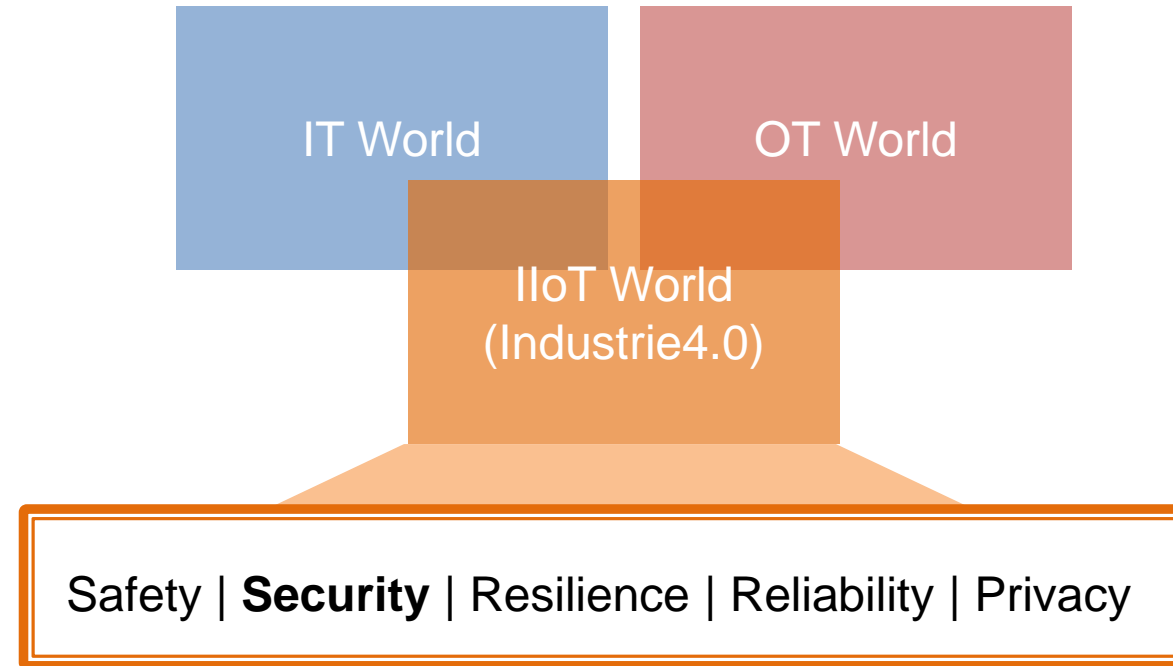 IT World
OT World
IIoT World
(Industrie4.0)
Safety | Security | Resilience | Reliability | Privacy